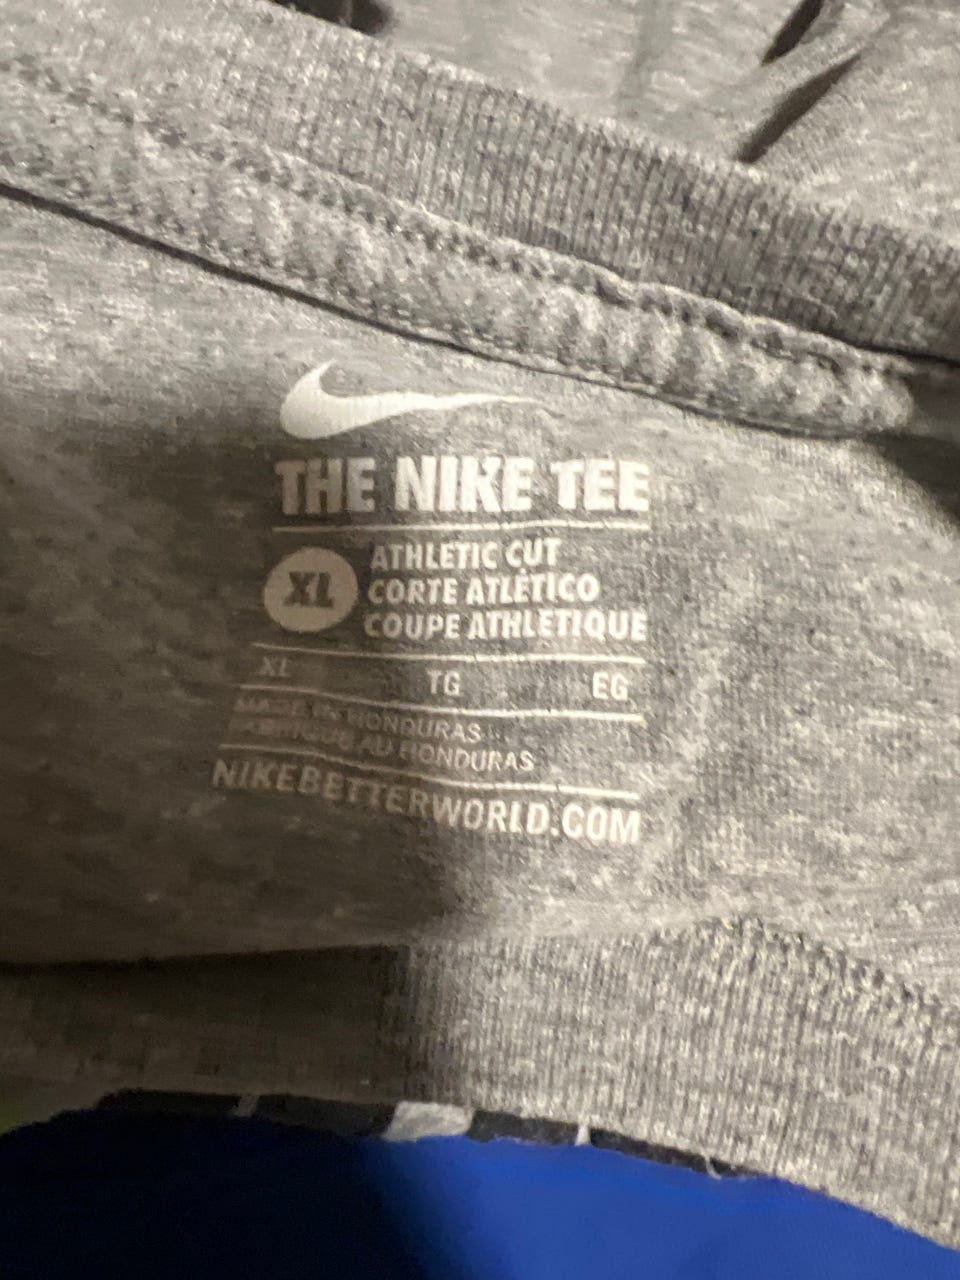 THE NIKE TEE
XL
ATHLETIC CUT
CORTE ATLÉTICO
COUPE ATHLÉTIQUE
XL TG EG
MADE IN HONDURAS
FABRIQUÉ AU HONDURAS
NIKEBETTERWORLD.COM